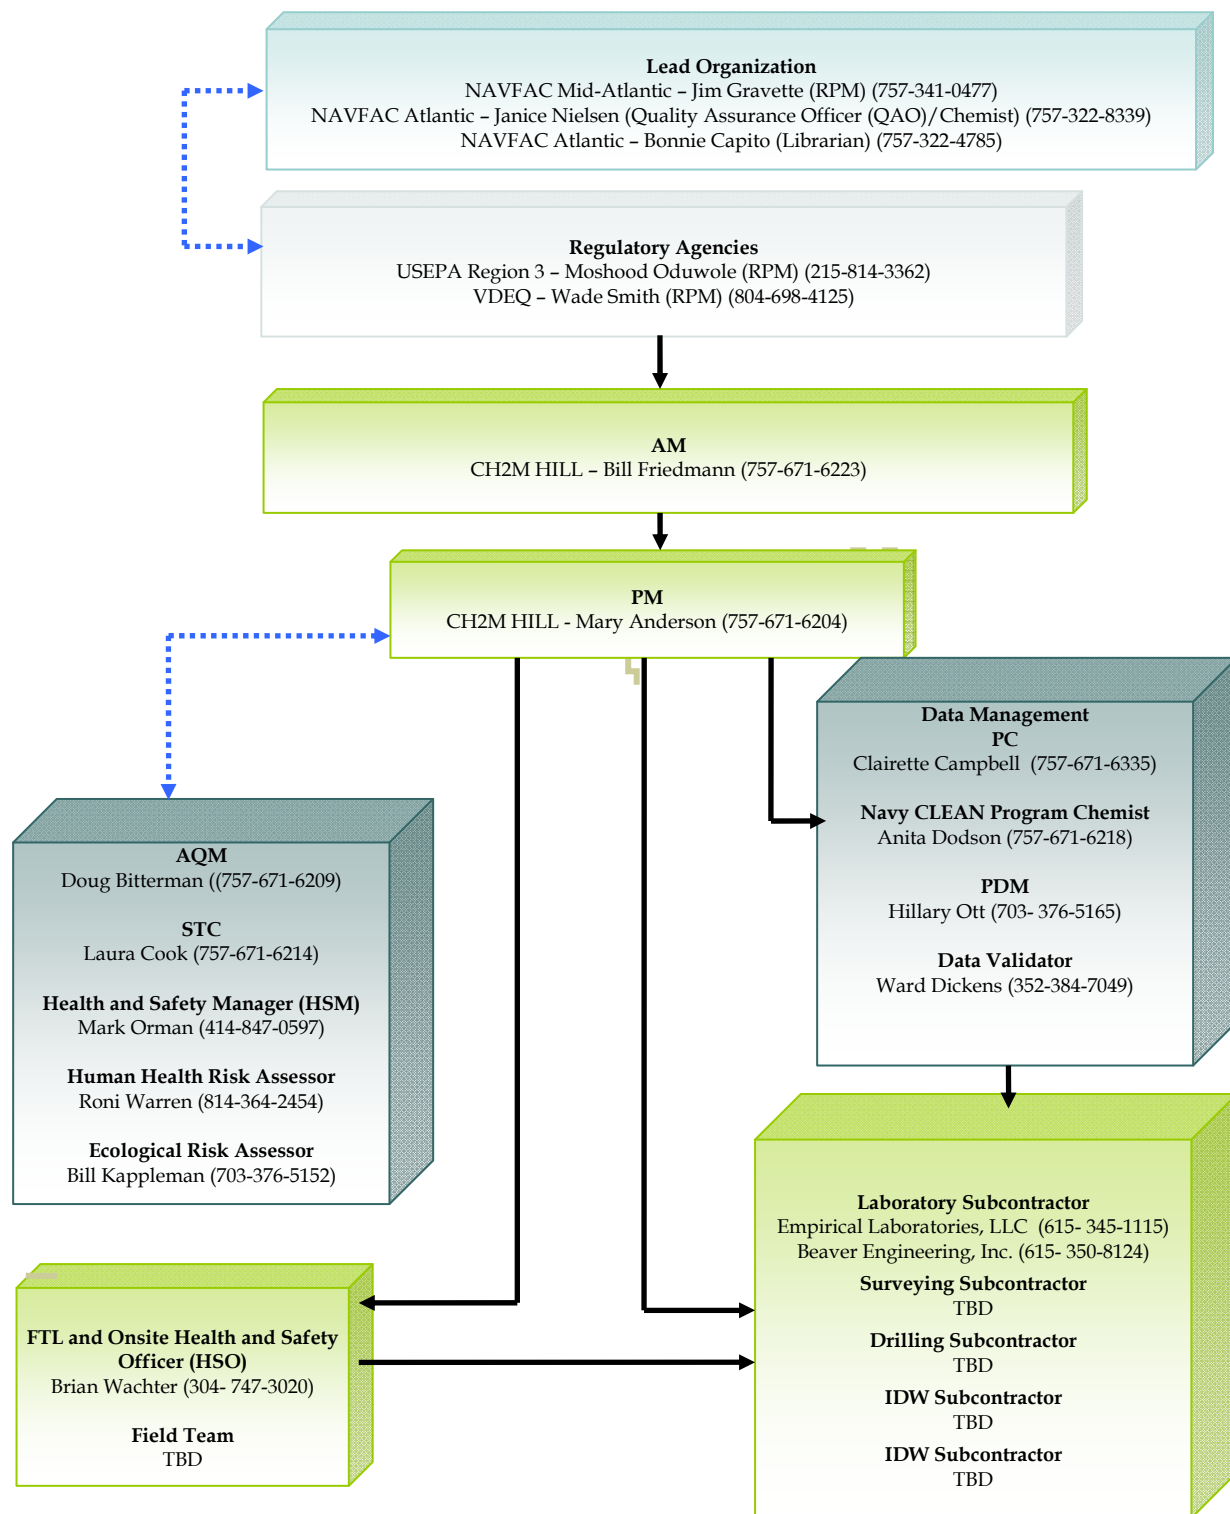 Lead Organization
NAVFAC Mid-Atlantic – Jim Gravette (RPM) (757-341-0477)
NAVFAC Atlantic – Janice Nielsen (Quality Assurance Officer (QAO)/Chemist) (757-322-8339)
NAVFAC Atlantic – Bonnie Capito (Librarian) (757-322-4785)
Regulatory Agencies
USEPA Region 3 – Moshood Oduwole (RPM) (215-814-3362)
VDEQ – Wade Smith (RPM) (804-698-4125)
AM
CH2M HILL – Bill Friedmann (757-671-6223)
PM
CH2M HILL - Mary Anderson (757-671-6204)
Data Management
PC
Clairette Campbell (757-671-6335)
Navy CLEAN Program Chemist
Anita Dodson (757-671-6218)
PDM
Hillary Ott (703- 376-5165)
Data Validator
Ward Dickens (352-384-7049)
AQM
Doug Bitterman ((757-671-6209)
STC
Laura Cook (757-671-6214)
Health and Safety Manager (HSM)
Mark Orman (414-847-0597)
Human Health Risk Assessor
Roni Warren (814-364-2454)
Ecological Risk Assessor
Bill Kappleman (703-376-5152)
Laboratory Subcontractor
Empirical Laboratories, LLC (615- 345-1115)
Beaver Engineering, Inc. (615- 350-8124)
Surveying Subcontractor
TBD
Drilling Subcontractor
TBD
IDW Subcontractor
TBD
IDW Subcontractor
TBD
FTL and Onsite Health and Safety
Officer (HSO)
Brian Wachter (304- 747-3020)
Field Team
TBD